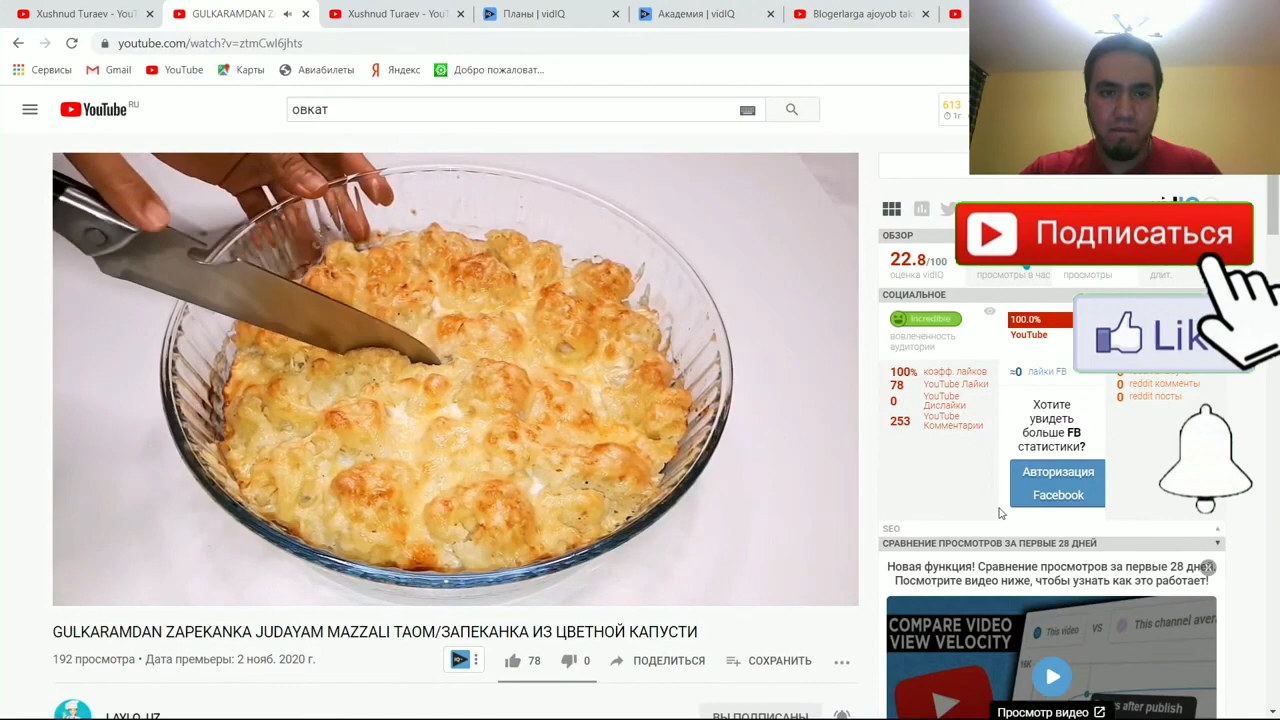 Xushnud Turaev - YouT
GULKARAMDAN Z
Xushnud Turaev - YouT
Планы | vidIQ
Академия | vidIQ
Blogerlarga ajoyob tak
youtube.com/watch?v=ztmCwl6jhts
Сервисы
Gmail
YouTube
Карты
Авиабилеты
Яндекс
Добро пожаловат...
YouTube RU
овкат
613
1г
Подписаться
ОБЗОР
22.8/100
оценка vidIQ
просмотры в час
просмотры
длит.
СОЦИАЛЬНОЕ
Incredible
вовлечённость
аудитории
100.0%
YouTube
Lik
100% коэфф. лайков
78 YouTube Лайки
0 YouTube Дислайки
253 YouTube Комментарии
≈0 лайки FB
0 reddit комменты
0 reddit посты
Хотите
увидеть
больше FB
статистики?
Авторизация
Facebook
SEO
СРАВНЕНИЕ ПРОСМОТРОВ ЗА ПЕРВЫЕ 28 ДНЕЙ
Новая функция! Сравнение просмотров за первые 28 дней
Посмотрите видео ниже, чтобы узнать как это работает!
COMPARE VIDEO
VIEW VELOCITY
This video
VS
This channel aver
Просмотр видео
GULKARAMDAN ZAPEKANKA JUDAYAM MAZZALI TAOM/ЗАПЕКАНКА ИЗ ЦВЕТНОЙ КАПУСТИ
192 просмотра • Дата премьеры: 2 нояб. 2020 г.
78
0
ПОДЕЛИТЬСЯ
СОХРАНИТЬ
LAYLO_UZ
ВЫ ПОДПИСАНЫ